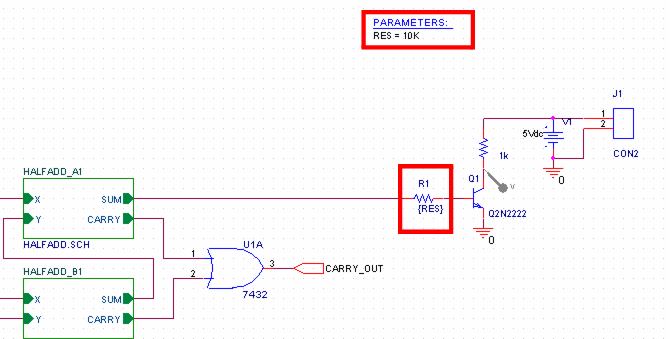 PARAMETERS:
RES = 10K
J1
1
V1
2
5Vdc
1k
CON2
0
HALFADD_A1
R1
Q1
V
X
SUM
{RES}
Y
CARRY
Q2N2222
HALFADD.SCH
0
U1A
1
3
CARRY_OUT
2
HALFADD_B1
7432
X
SUM
Y
CARRY